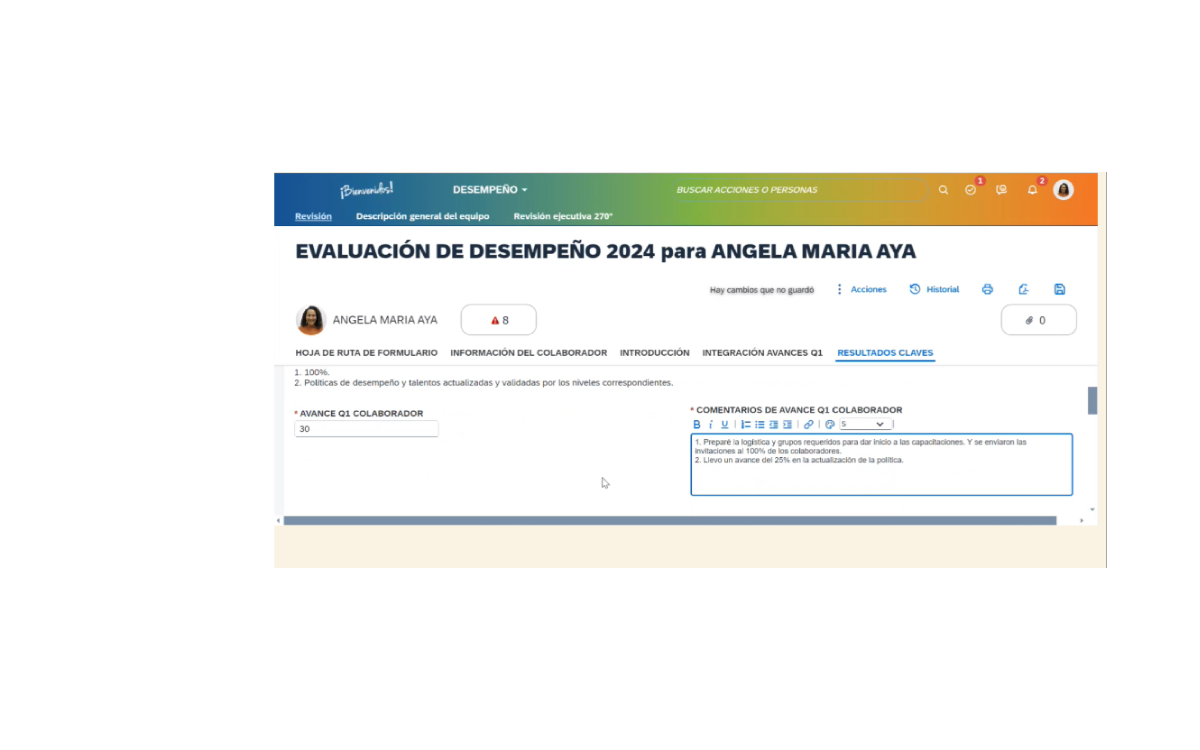 ¡Bienvenidos!
DESEMPEÑO
BUSCAR ACCIONES O PERSONAS
1
2
Revisión
Descripción general del equipo
Revisión ejecutiva 270°
EVALUACIÓN DE DESEMPEÑO 2024 para ANGELA MARIA AYA
Hay cambios que no guardó
Acciones
Historial
ANGELA MARIA AYA
8
0
HOJA DE RUTA DE FORMULARIO
INFORMACIÓN DEL COLABORADOR
INTRODUCCIÓN
INTEGRACIÓN AVANCES Q1
RESULTADOS CLAVES
1. 100%.
2. Políticas de desempeño y talentos actualizadas y validadas por los niveles correspondientes.
* AVANCE Q1 COLABORADOR
30
* COMENTARIOS DE AVANCE Q1 COLABORADOR
B i U S
1. Preparé la logística y grupos requeridos para dar inicio a las capacitaciones. Y se enviaron las
invitaciones al 100% de los colaboradores.
2. Llevo un avance del 25% en la actualización de la política.